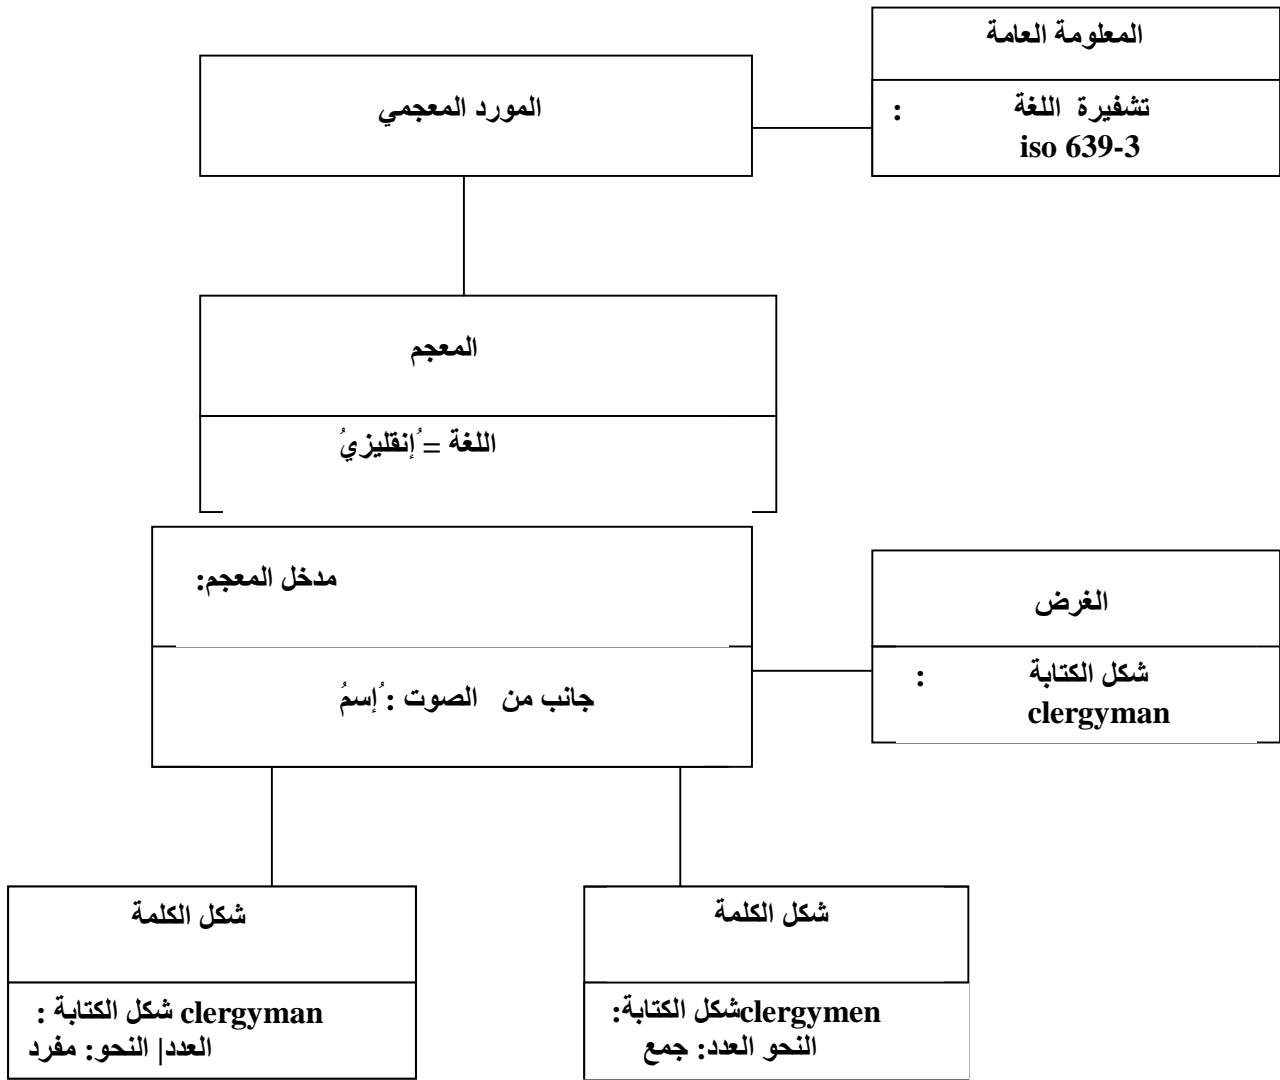 المعلومة العامة
تشفيرة اللغة :
iso 639-3
المورد المعجمي
المعجم
اللغة = ُإنقليزيُ
مدخل المعجم:
جانب من الصوت : ُإسمُ
الغرض
شكل الكتابة :
clergyman
شكل الكلمة
clergymenشكل الكتابة:
النحو العدد: جمع
شكل الكلمة
clergyman شكل الكتابة :
العدد| النحو: مفرد